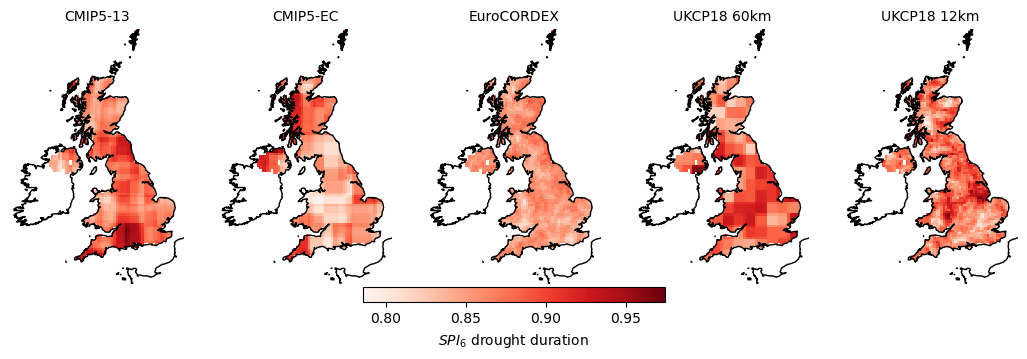 CMIP5-13 CMIP5-EC EuroCORDEX UKCP18 60km UKCP18 12km
0.80 0.85 0.90 0.95
SPI₆ drought duration